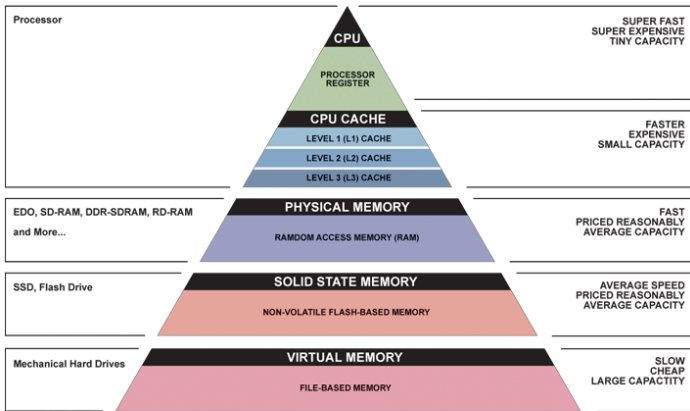 Processor
CPU
SUPER FAST
SUPER EXPENSIVE
TINY CAPACITY
PROCESSOR
REGISTER
CPU CACHE
LEVEL 1 (L1) CACHE
LEVEL 2 (L2) CACHE
LEVEL 3 (L3) CACHE
FASTER
EXPENSIVE
SMALL CAPACITY
EDO, SD-RAM, DDR-SDRAM, RD-RAM
and More...
PHYSICAL MEMORY
RAMDOM ACCESS MEMORY (RAM)
FAST
PRICED REASONABLY
AVERAGE CAPACITY
SSD, Flash Drive
SOLID STATE MEMORY
NON-VOLATILE FLASH-BASED MEMORY
AVERAGE SPEED
PRICED REASONABLY
AVERAGE CAPACITY
Mechanical Hard Drives
VIRTUAL MEMORY
FILE-BASED MEMORY
SLOW
CHEAP
LARGE CAPACTITY